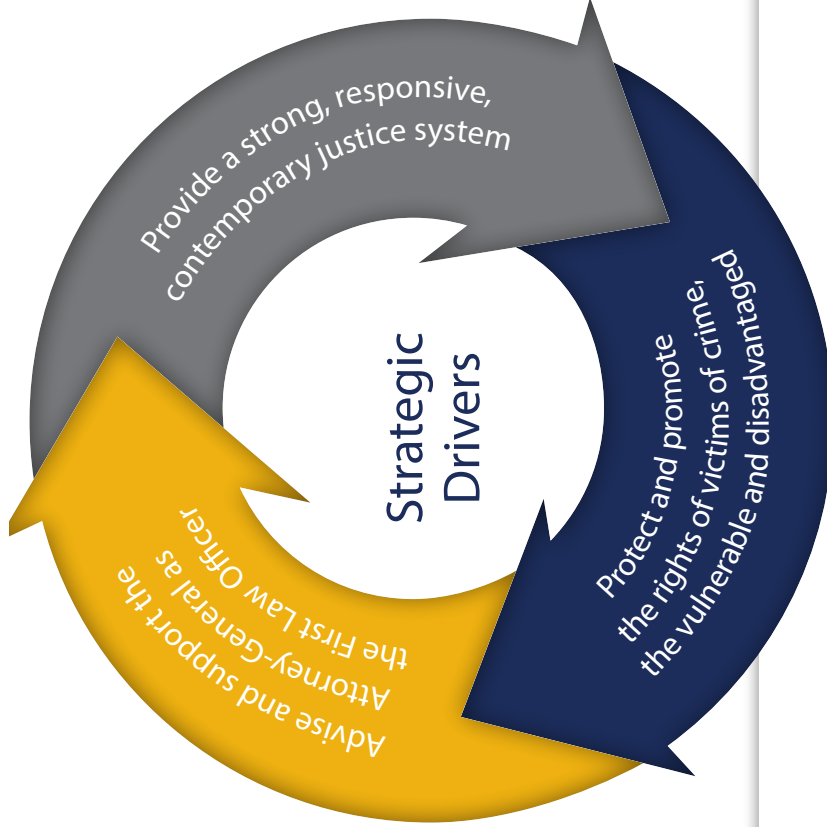 Strategic
Drivers
Provide a strong, responsive,
contemporary justice system
Protect and promote
the rights of victims of crime,
the vulnerable and disadvantaged
Advise and support the
Attorney-General as
the First Law Officer